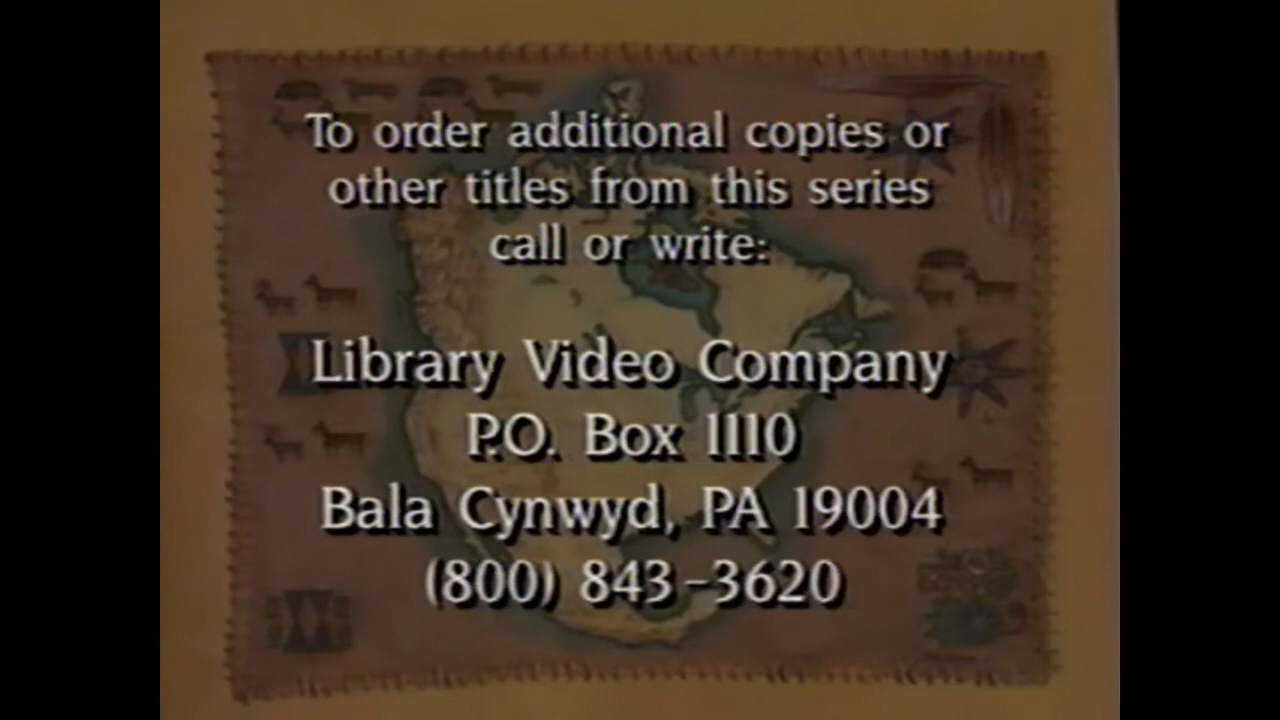 To order additional copies or
other titles from this series
call or write:
Library Video Company
P.O. Box 1110
Bala Cynwyd, PA 19004
(800) 843-3620